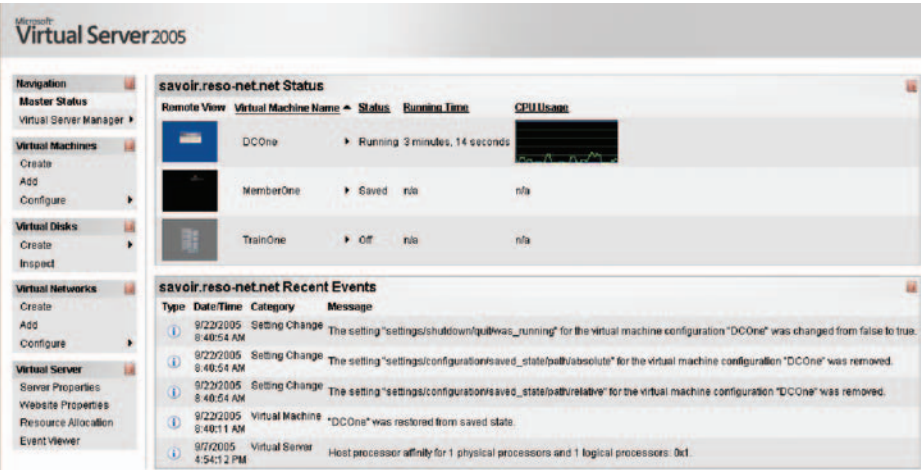 Microsoft
Virtual Server 2005
Navigation
Master Status
Virtual Server Manager
Virtual Machines
Create
Add
Configure
Virtual Disks
Create
Inspect
Virtual Networks
Create
Add
Configure
Virtual Server
Server Properties
Website Properties
Resource Allocation
Event Viewer
savoir.reso-net.net Status
Remote View Virtual Machine Name Status Running Time CPU Usage
DCOne Running 3 minutes, 14 seconds
MemberOne Saved n/a n/a
TrainOne Off n/a n/a
savoir.reso-net.net Recent Events
Type Date/Time Category Message
9/22/2005 8:40:54 AM Setting Change The setting "settings/shutdown/quit/was_running" for the virtual machine configuration "DCOne" was changed from false to true.
9/22/2005 8:40:54 AM Setting Change The setting "settings/configuration/saved_state/path/absolute" for the virtual machine configuration "DCOne" was removed.
9/22/2005 8:40:54 AM Setting Change The setting "settings/configuration/saved_state/path/relative" for the virtual machine configuration "DCOne" was removed.
9/22/2005 8:40:11 AM Virtual Machine "DCOne" was restored from saved state.
9/7/2005 4:54:12 PM Virtual Server Host processor affinity for 1 physical processors and 1 logical processors: 0x1.